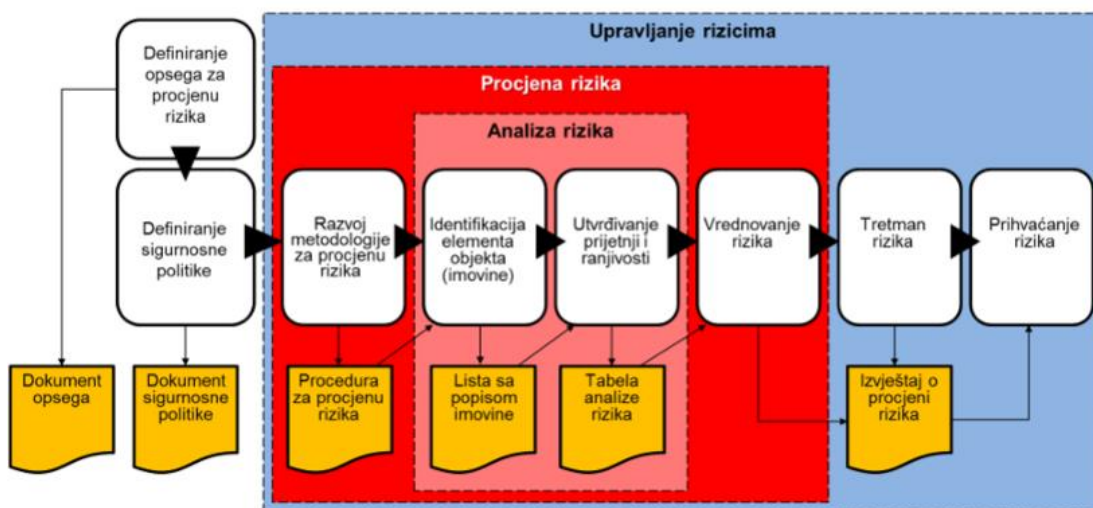 Upravljanje rizicima
Procjena rizika
Analiza rizika
Definiranje
opsega za
procjenu
rizika
Definiranje
sigurnosne
politike
Razvoj
metodologije
za procjenu
rizika
Identifikacija
elementa
objekta
(imovine)
Utvrđivanje
prijetnji i
ranjivosti
Vrednovanje
rizika
Tretman
rizika
Prihvaćanje
rizika
Dokument
opsega
Dokument
sigurnosne
politike
Procedura
za procjenu
rizika
Lista sa
popisom
imovine
Tabela
analize
rizika
Izvještaj o
procjeni
rizika